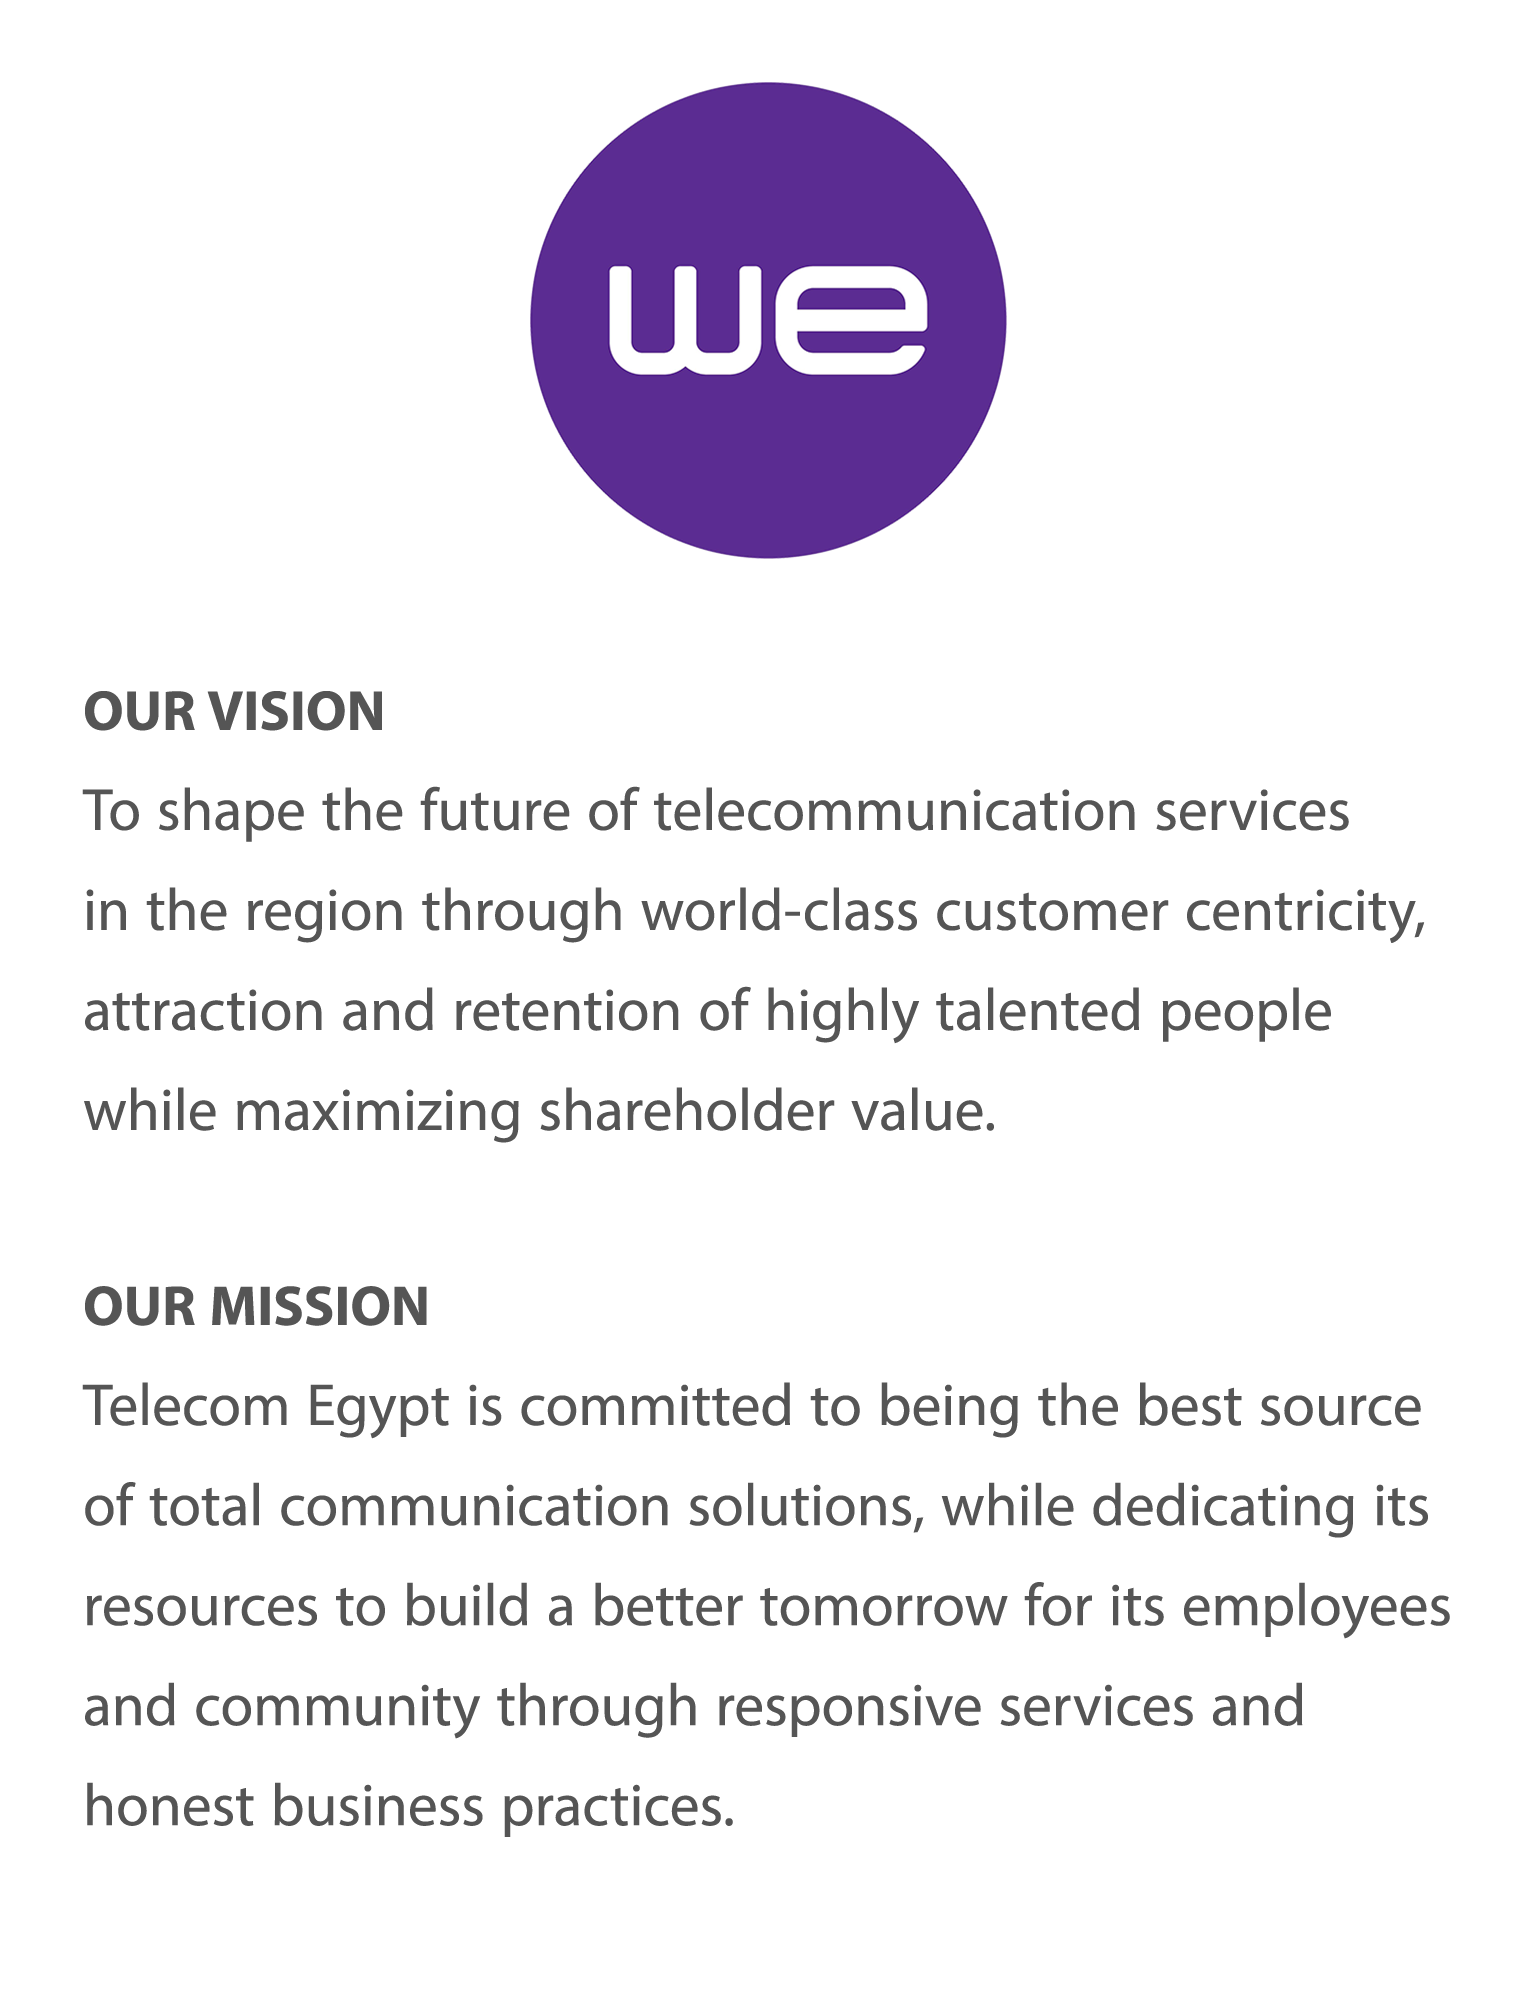 we
OUR VISION
To shape the future of telecommunication services
in the region through world-class customer centricity,
attraction and retention of highly talented people
while maximizing shareholder value.
OUR MISSION
Telecom Egypt is committed to being the best source
of total communication solutions, while dedicating its
resources to build a better tomorrow for its employees
and community through responsive services and
honest business practices.